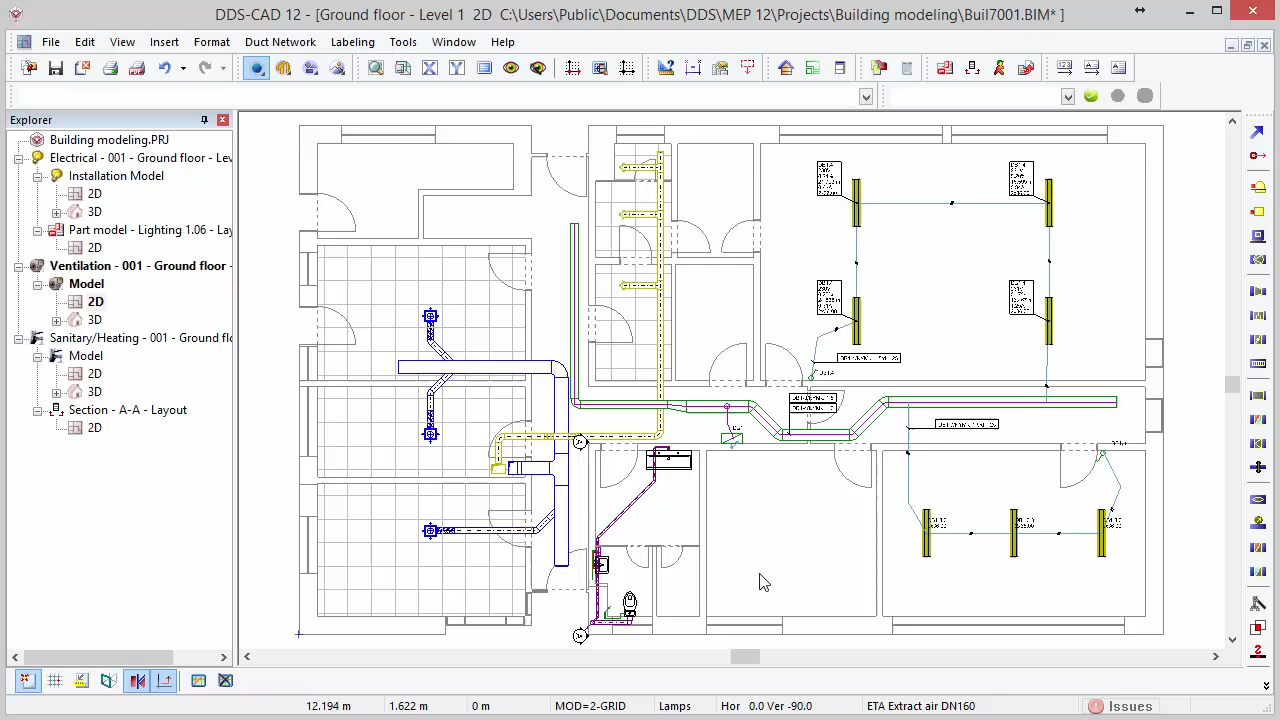 DDS-CAD 12 - [Ground floor - Level 1  2D  C:\Users\Public\Documents\DDS\MEP 12\Projects\Building modeling\Buil7001.BIM* ]
File Edit View Insert Format Duct Network Labeling Tools Window Help
Explorer
Building modeling.PRJ
Electrical - 001 - Ground floor - Lev
Installation Model
2D
3D
Part model - Lighting 1.06 - Lay
2D
Ventilation - 001 - Ground floor -
Model
2D
3D
Sanitary/Heating - 001 - Ground flo
Model
2D
3D
Section - A-A - Layout
2D
12.194 m 1.622 m 0 m MOD=2-GRID Lamps Hor 0.0 Ver -90.0 ETA Extract air DN160 Issues